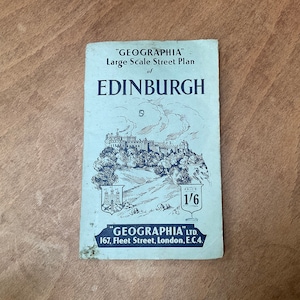 "GEOGRAPHIA"
Large Scale Street Plan
of
EDINBURGH
1/6
"GEOGRAPHIA" LTD.
167, Fleet Street, London, E.C.4.